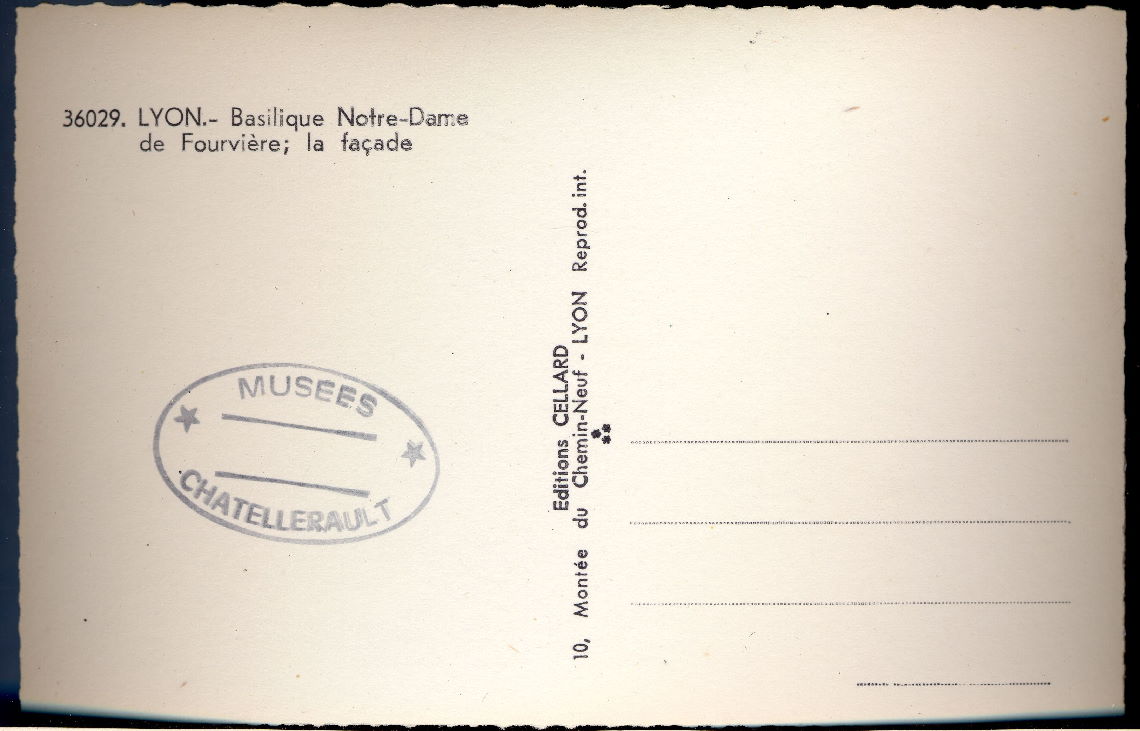 36029. LYON.- Basilique Notre-Dame
de Fourvière; la façade
MUSÉES
CHATELLERAULT
Editions CELLARD
10, Montée du Chemin-Neuf - LYON Reprod. int.